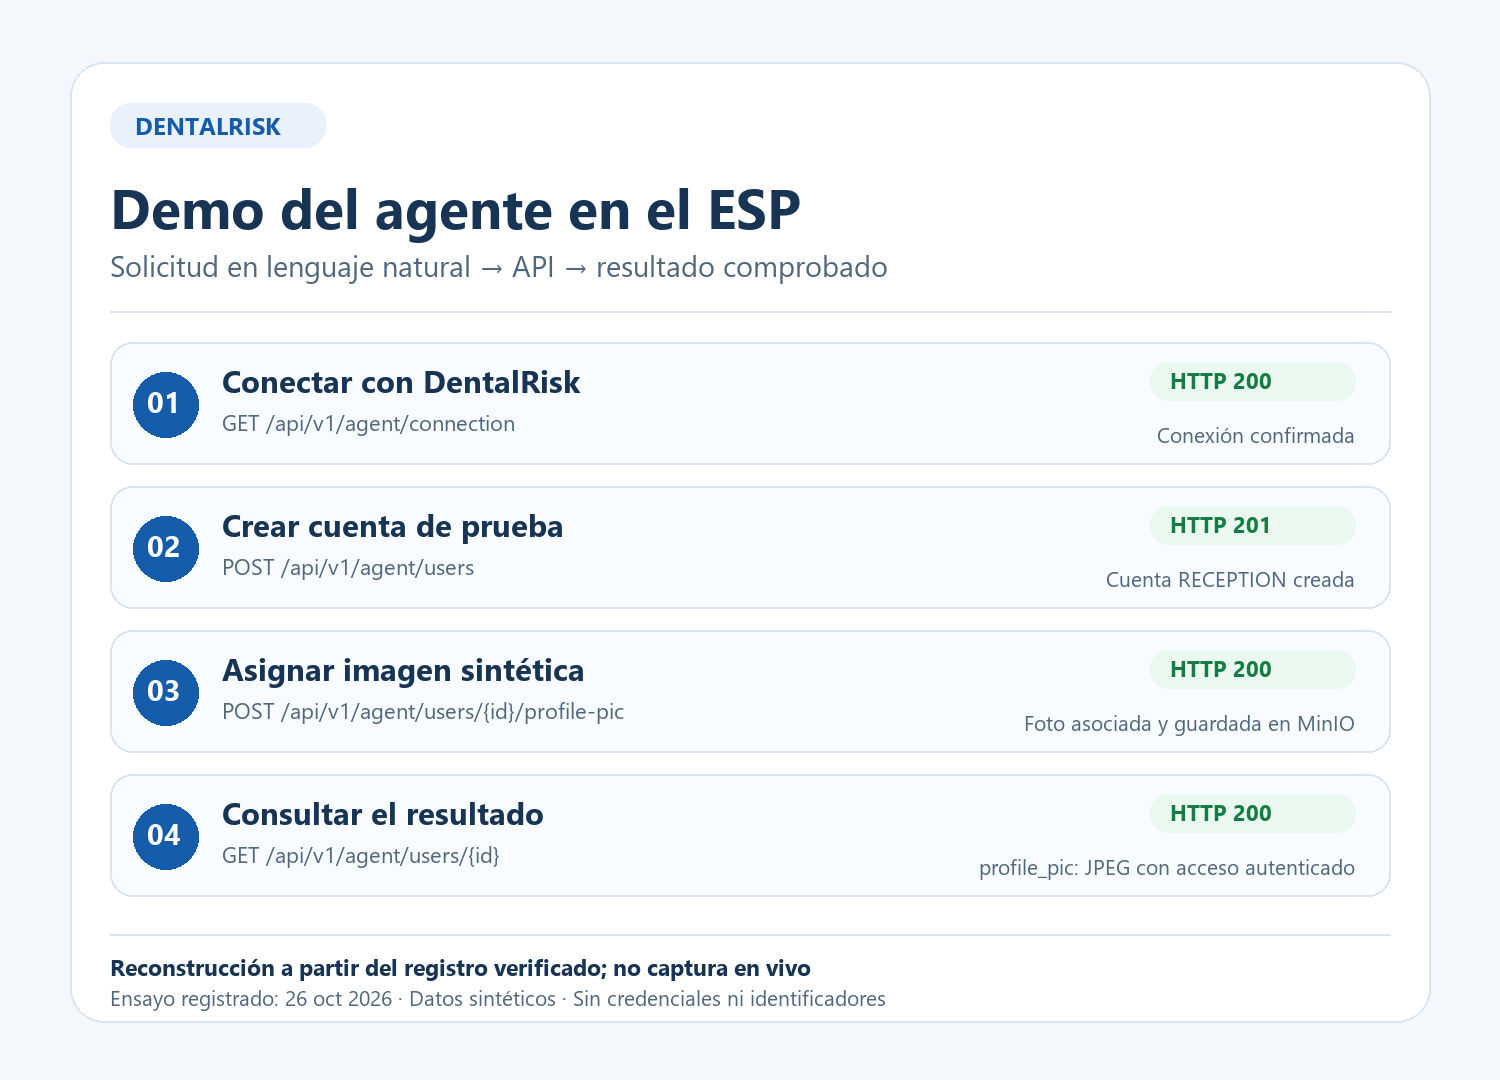 DENTALRISK
Demo del agente en el ESP
Solicitud en lenguaje natural → API → resultado comprobado
01
Conectar con DentalRisk
GET /api/v1/agent/connection
HTTP 200
Conexión confirmada
02
Crear cuenta de prueba
POST /api/v1/agent/users
HTTP 201
Cuenta RECEPTION creada
03
Asignar imagen sintética
POST /api/v1/agent/users/{id}/profile-pic
HTTP 200
Foto asociada y guardada en MinIO
04
Consultar el resultado
GET /api/v1/agent/users/{id}
HTTP 200
profile_pic: JPEG con acceso autenticado
Reconstrucción a partir del registro verificado; no captura en vivo
Ensayo registrado: 26 oct 2026 · Datos sintéticos · Sin credenciales ni identificadores